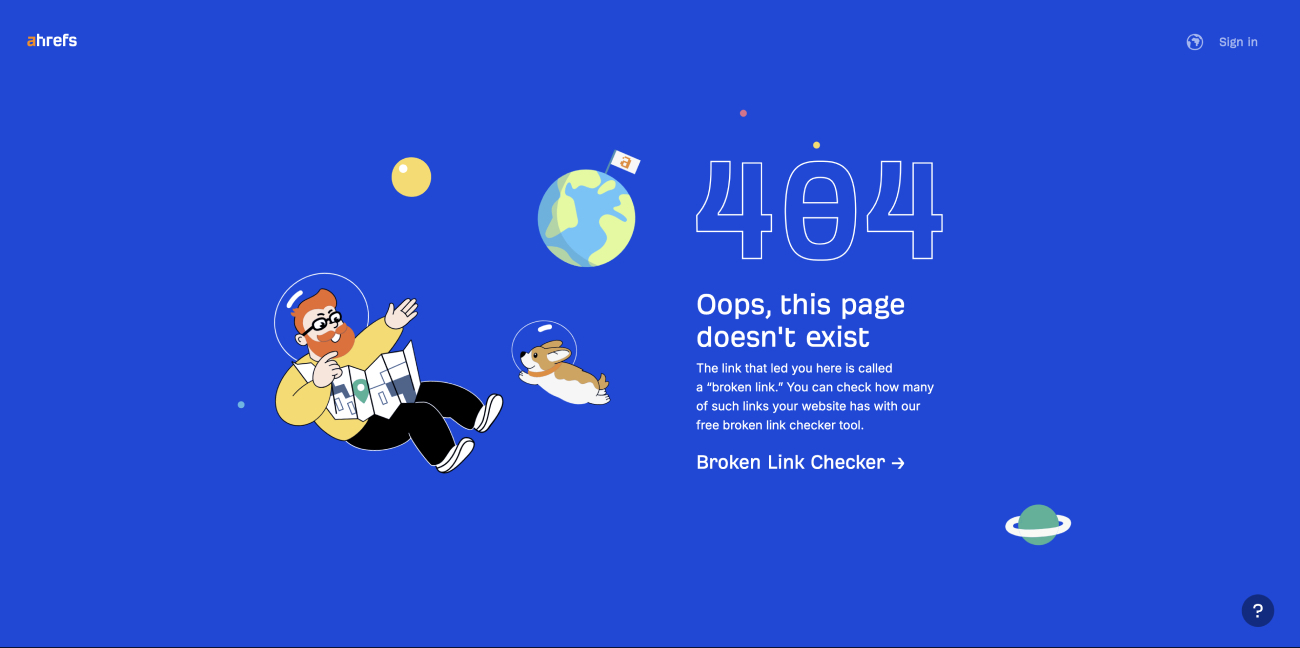 ahrefs
Sign in
a
404
Oops, this page
doesn't exist
The link that led you here is called
a “broken link.” You can check how many
of such links your website has with our
free broken link checker tool.
Broken Link Checker →
?